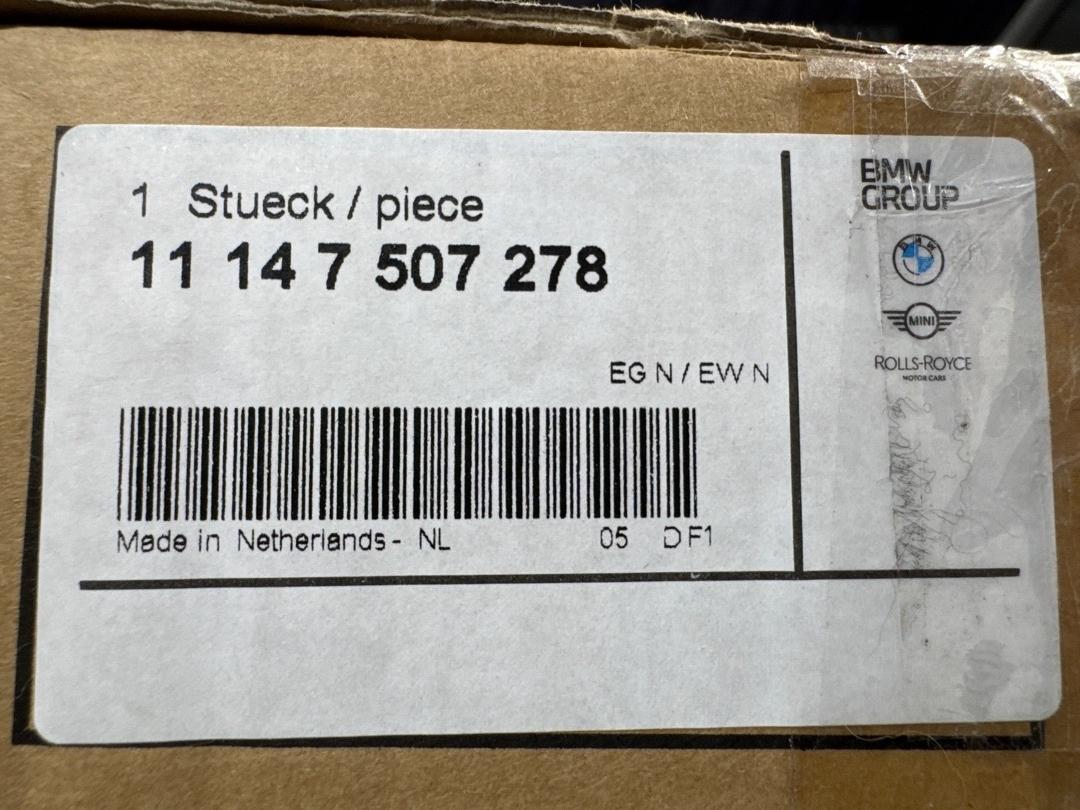 1 Stueck / piece
11 14 7 507 278
EG N / EW N
Made in Netherlands - NL 05 DF1
BMW
GROUP
BMW
MINI
ROLLS-ROYCE
MOTOR CARS